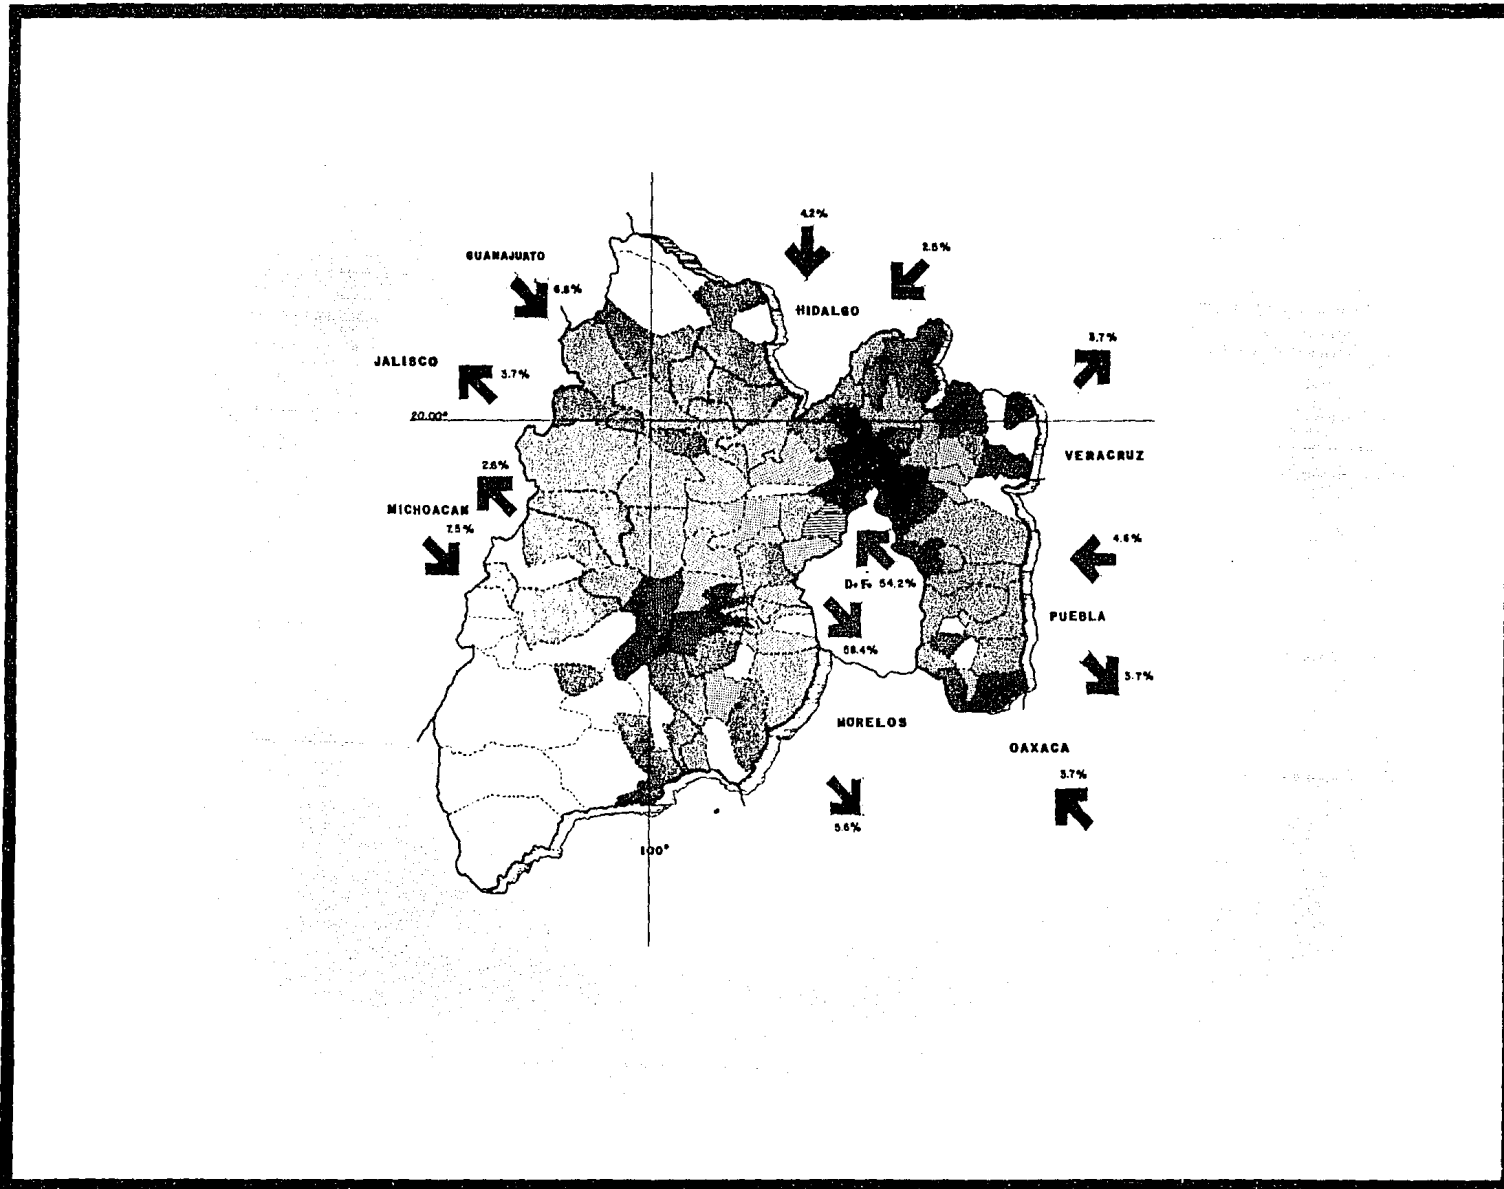 4.2%
2.5%
GUANAJUATO
6.8%
HIDALGO
3.7%
JALISCO
3.7%
20.00°
VERACRUZ
2.6%
MICHOACAN
7.5%
4.6%
D.F. 54.2%
PUEBLA
58.4%
3.7%
MORELOS
OAXACA
3.7%
5.6%
100°